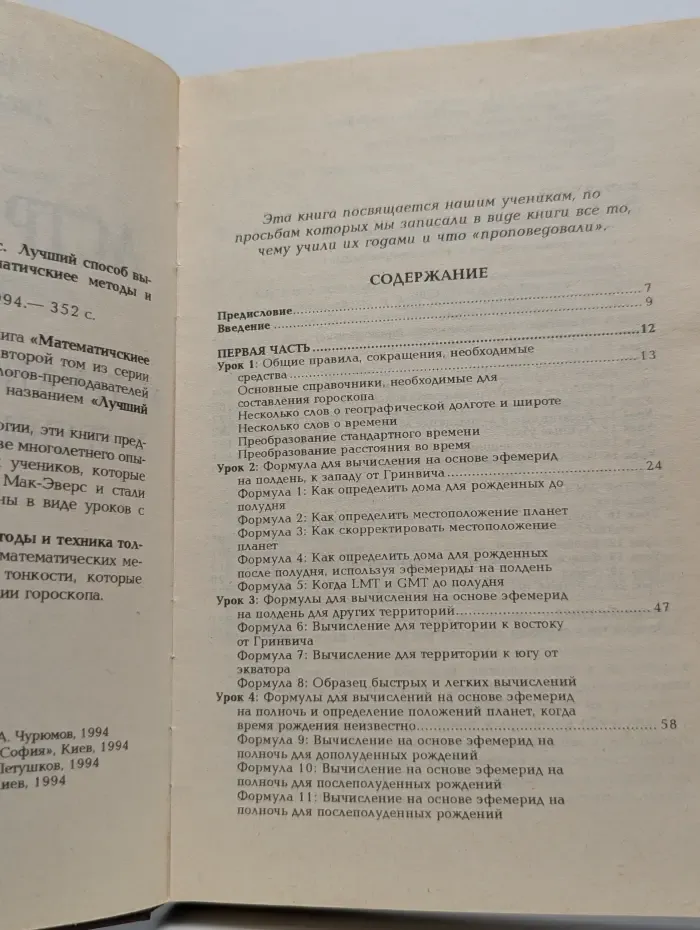 с. Лучший способ вы-
матичсkие методы и
994.— 352 с.
«Математичсkие
второй том из серии
логов-преподавателей
названием «Лучший
огии, эти книги пред-
ве многолетнего опы-
учеников, которые
Мак-Эверс и стали
ны в виде уроков с
тоды и техника тол-
математических ме-
тонкости, которые
ии гороскопа.
А. Чурюмов, 1994
«София», Киев, 1994
Петушков, 1994
Киев, 1994
Эта книга посвящается нашим ученикам, по
просьбам которых мы записали в виде книги все то,
чему учили их годами и что «проповедовали».
СОДЕРЖАНИЕ
Предисловие 7
Введение 9
ПЕРВАЯ ЧАСТЬ 12
Урок 1: Общие правила, сокращения, необходимые
средства 13
Основные справочники, необходимые для
составления гороскопа
Несколько слов о географической долготе и широте
Несколько слов о времени
Преобразование стандартного времени
Преобразование расстояния во время
Урок 2: Формула для вычисления на основе эфемерид
на полдень, к западу от Гринвича 24
Формула 1: Как определить дома для рожденных до
полудня
Формула 2: Как определить местоположение планет
Формула 3: Как скорректировать местоположение
планет
Формула 4: Как определить дома для рожденных
после полудня, используя эфемериды на полдень
Формула 5: Когда LMT и GMT до полудня
Урок 3: Формулы для вычисления на основе эфемерид
на полдень для других территорий 47
Формула 6: Вычисление для территории к востоку
от Гринвича
Формула 7: Вычисление для территории к югу от
экватора
Формула 8: Образец быстрых и легких вычислений
Урок 4: Формулы для вычислений на основе эфемерид
на полночь и определение положений планет, когда
время рождения неизвестно 58
Формула 9: Вычисление на основе эфемерид на
полночь для дополуденных рождений
Формула 10: Вычисление на основе эфемерид на
полночь для послеполуденных рождений
Формула 11: Вычисление на основе эфемерид на
полночь для послеполуденных рождений